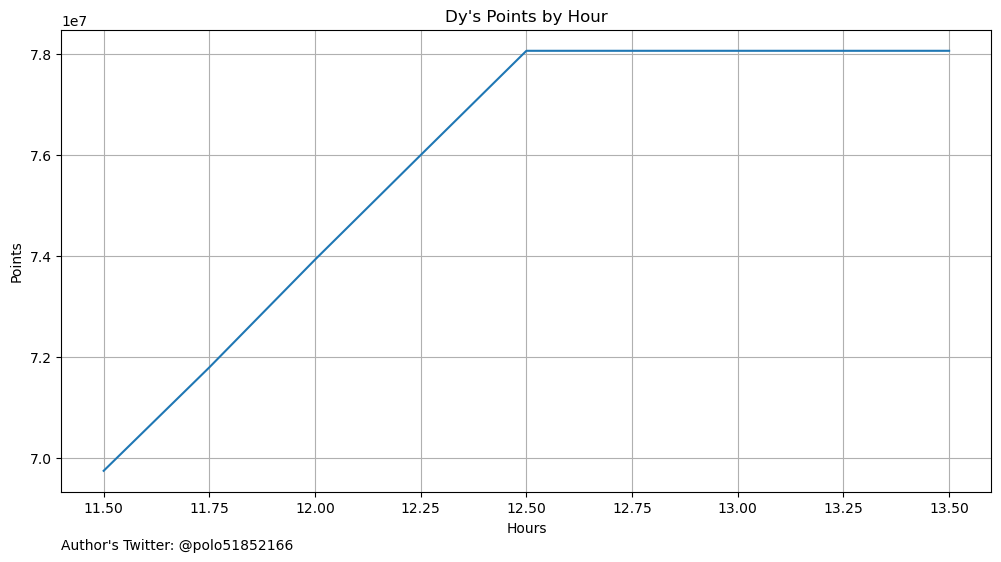 Dy's Points by Hour
1e7
7.8
7.6
7.4
7.2
7.0
Points
11.50 11.75 12.00 12.25 12.50 12.75 13.00 13.25 13.50
Hours
Author's Twitter: @polo51852166